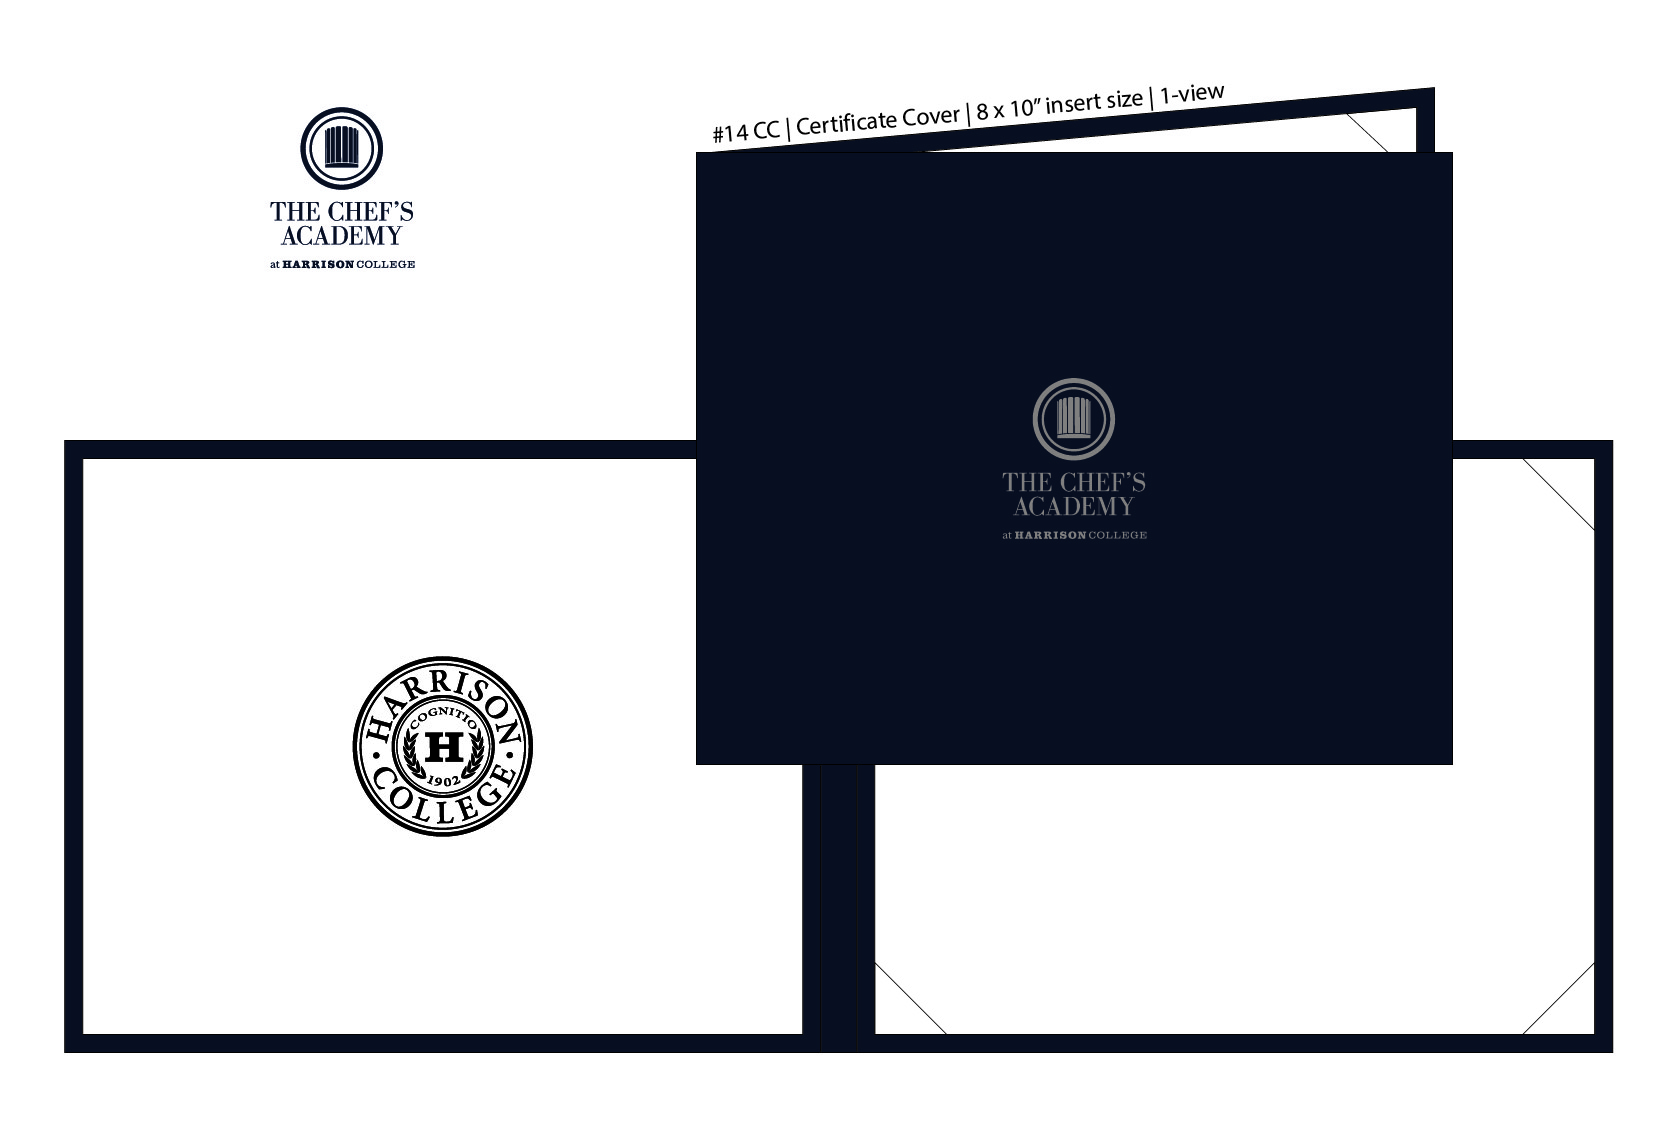 #14 CC | Certificate Cover | 8 x 10” insert size | 1-view
THE CHEF’S
ACADEMY
at HARRISON COLLEGE
THE CHEF’S
ACADEMY
at HARRISON COLLEGE
HARRISON
COGNITIO
H
1902
· COLLEGE ·